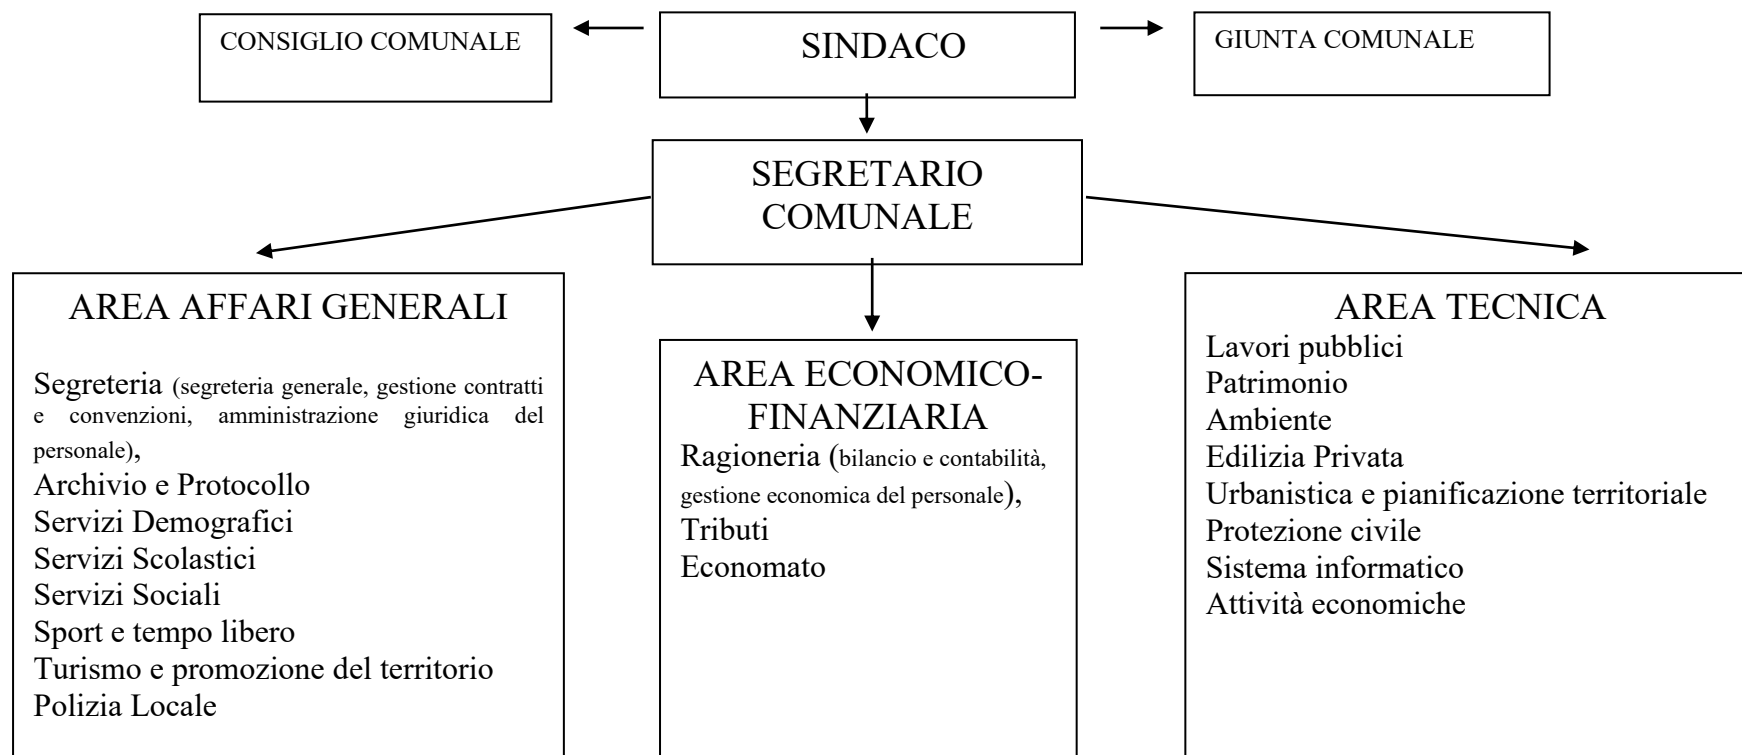 CONSIGLIO COMUNALE
SINDACO
GIUNTA COMUNALE
SEGRETARIO
COMUNALE
AREA AFFARI GENERALI
Segreteria (segreteria generale, gestione contratti
e convenzioni, amministrazione giuridica del
personale),
Archivio e Protocollo
Servizi Demografici
Servizi Scolastici
Servizi Sociali
Sport e tempo libero
Turismo e promozione del territorio
Polizia Locale
AREA ECONOMICO-
FINANZIARIA
Ragioneria (bilancio e contabilità,
gestione economica del personale),
Tributi
Economato
AREA TECNICA
Lavori pubblici
Patrimonio
Ambiente
Edilizia Privata
Urbanistica e pianificazione territoriale
Protezione civile
Sistema informatico
Attività economiche